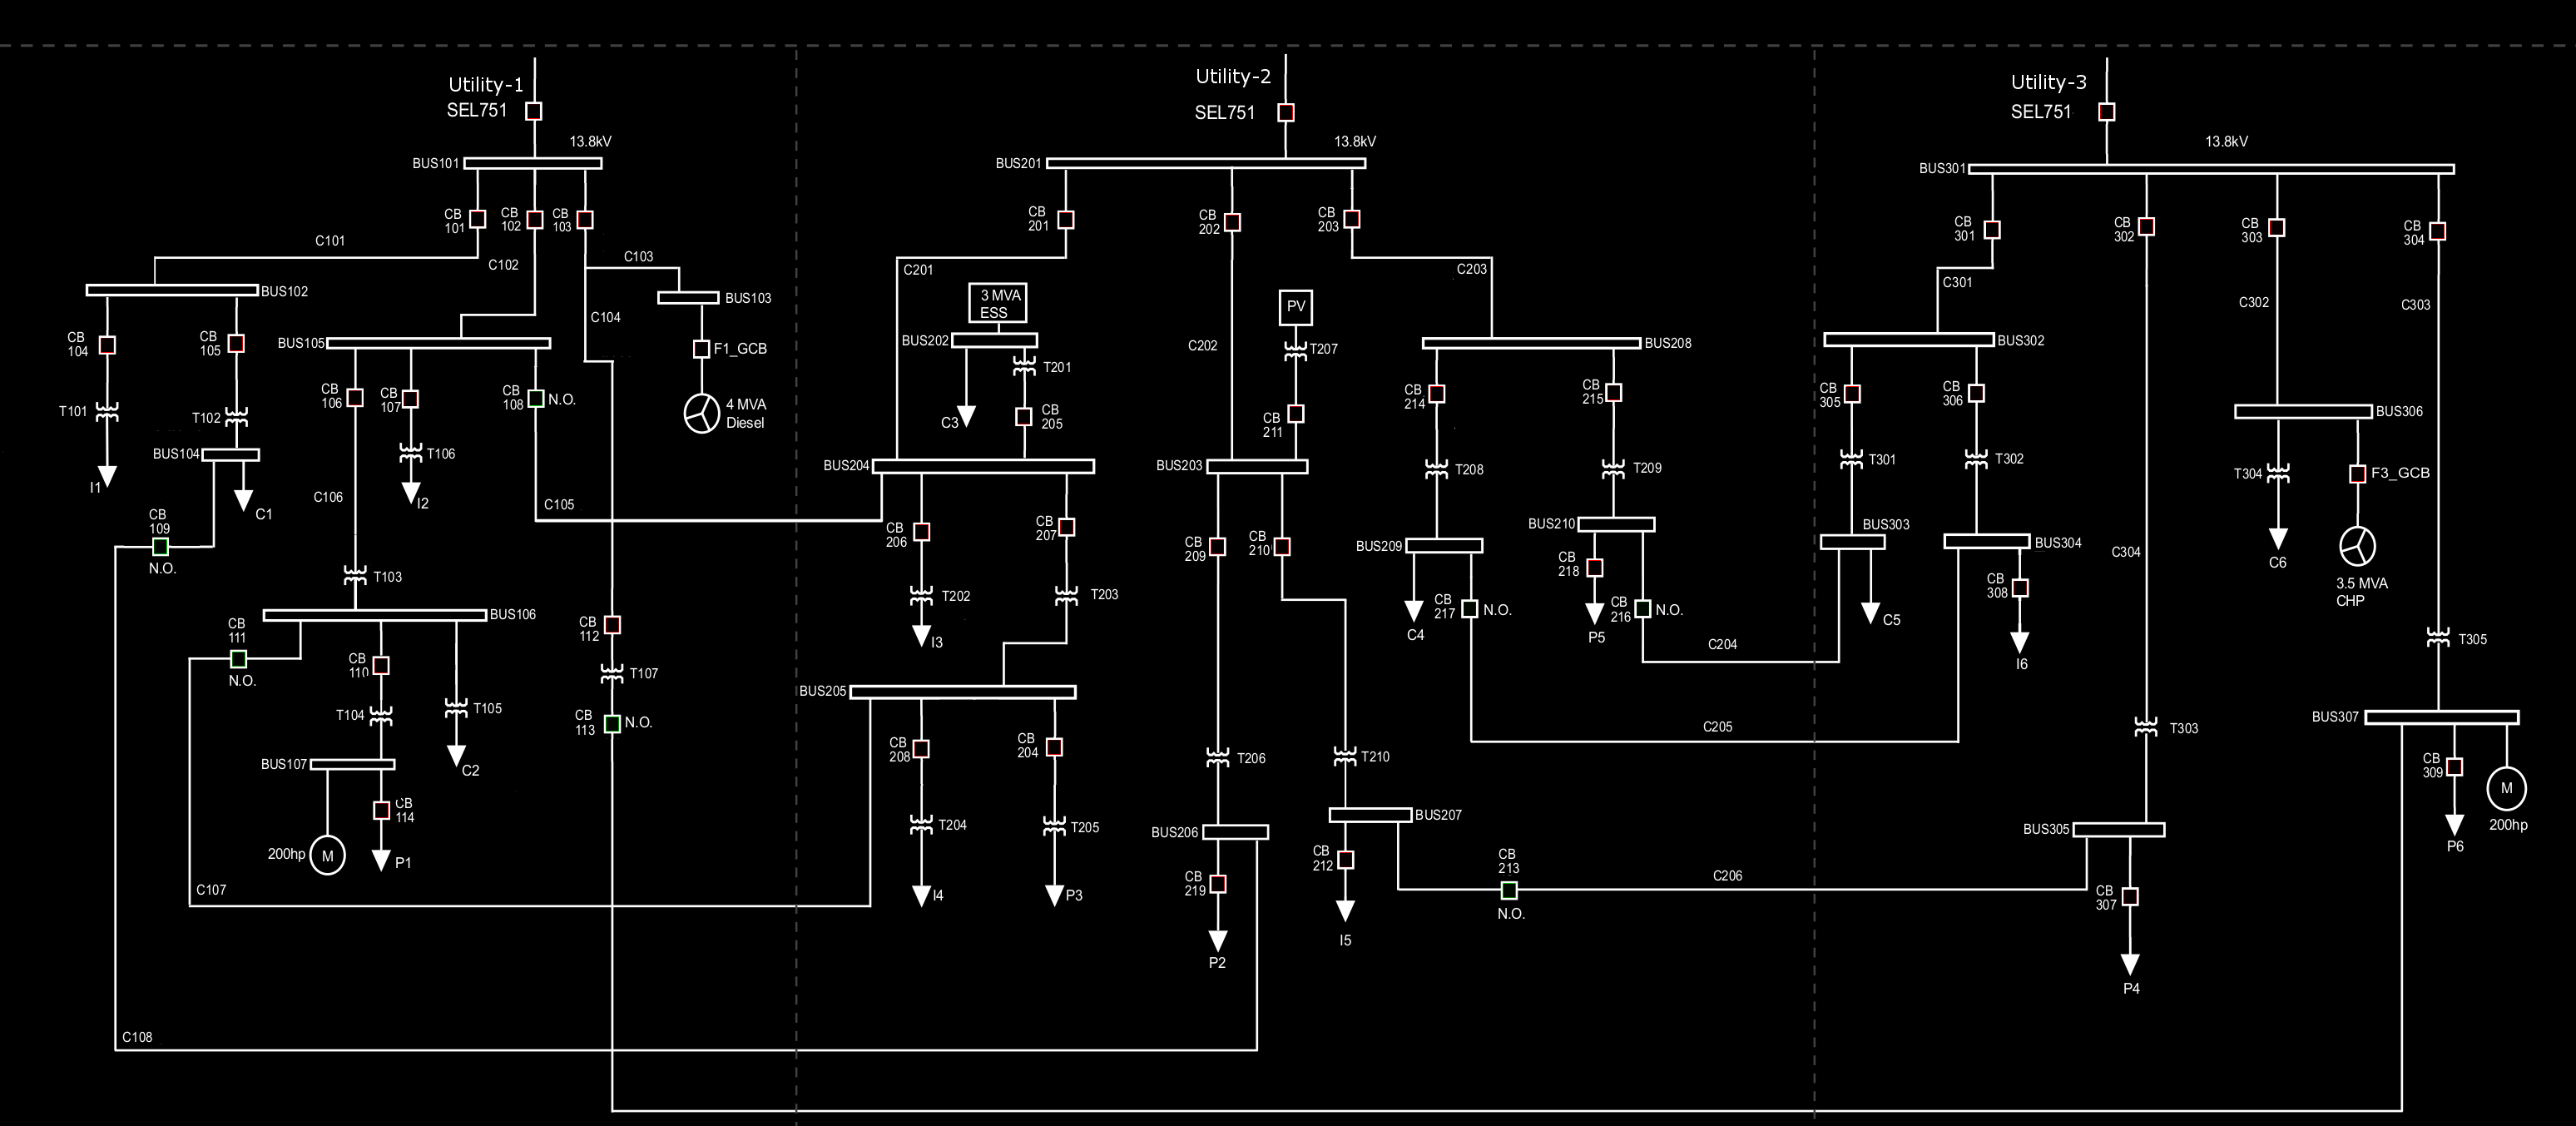 Utility-1
SEL751
13.8kV
BUS101
CB
101
CB
102
CB
103
C101
C102
C103
BUS102
BUS103
C104
CB
104
CB
105
BUS105
F1_GCB
4 MVA
Diesel
CB
106
CB
107
CB
108
N.O.
T101
T102
T106
BUS104
I1
C1
C106
I2
C105
CB
109
N.O.
T103
BUS106
CB
111
N.O.
CB
110
CB
112
T107
T104
T105
CB
113
N.O.
BUS107
C2
CB
114
200hp
M
P1
C107
C108
Utility-2
SEL751
13.8kV
BUS201
CB
201
CB
202
CB
203
C201
C203
3 MVA
ESS
PV
BUS202
T201
C202
T207
BUS208
C3
CB
205
CB
211
CB
214
CB
215
BUS204
BUS203
T208
T209
CB
206
CB
207
CB
209
CB
210
BUS209
BUS210
CB
218
T202
T203
C4
CB
217
N.O.
P5
CB
216
N.O.
I3
C204
BUS205
C205
CB
208
CB
204
T206
T210
T204
T205
BUS206
BUS207
CB
212
CB
213
N.O.
C206
CB
219
I4
P3
I5
P2
Utility-3
SEL751
13.8kV
BUS301
CB
301
CB
302
CB
303
CB
304
C301
C302
C303
BUS302
CB
305
CB
306
BUS306
T301
T302
T304
F3_GCB
BUS303
BUS304
C304
C6
3.5 MVA
CHP
CB
308
C5
I6
T305
T303
BUS307
CB
309
M
200hp
P6
BUS305
CB
307
P4